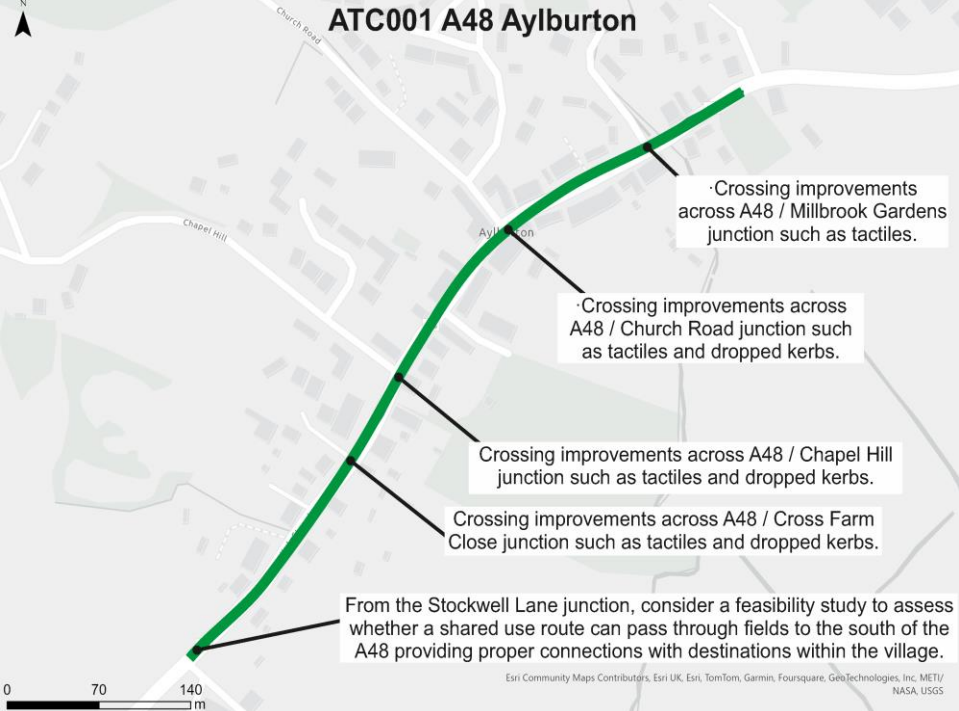 N
ATC001 A48 Aylburton
Church Road
·Crossing improvements
across A48 / Millbrook Gardens
junction such as tactiles.
Chapel Hill
·Crossing improvements across
A48 / Church Road junction such
as tactiles and dropped kerbs.
Crossing improvements across A48 / Chapel Hill
junction such as tactiles and dropped kerbs.
Crossing improvements across A48 / Cross Farm
Close junction such as tactiles and dropped kerbs.
From the Stockwell Lane junction, consider a feasibility study to assess
whether a shared use route can pass through fields to the south of the
A48 providing proper connections with destinations within the village.
Esri Community Maps Contributors, Esri UK, Esri, TomTom, Garmin, Foursquare, GeoTechnologies, Inc, METI/
NASA, USGS
0 70 140
m